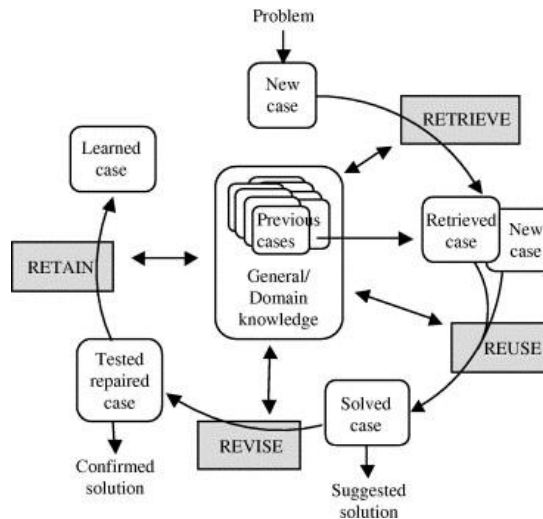 Problem
New
case
RETRIEVE
Learned
case
Previous
cases
Retrieved
case
New
case
RETAIN
General/
Domain
knowledge
REUSE
Tested
repaired
case
Solved
case
REVISE
Confirmed
solution
Suggested
solution